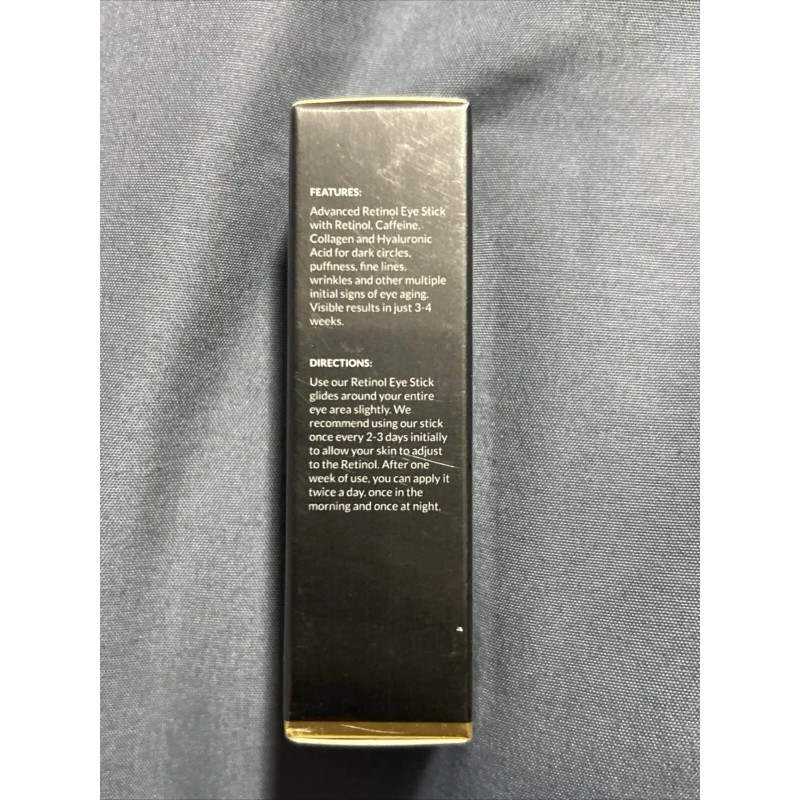 FEATURES:
Advanced Retinol Eye Stick
with Retinol, Caffeine,
Collagen and Hyaluronic
Acid for dark circles,
puffiness, fine lines,
wrinkles and other multiple
initial signs of eye aging.
Visible results in just 3-4
weeks.
DIRECTIONS:
Use our Retinol Eye Stick
glides around your entire
eye area slightly. We
recommend using our stick
once every 2-3 days initially
to allow your skin to adjust
to the Retinol. After one
week of use, you can apply it
twice a day, once in the
morning and once at night.